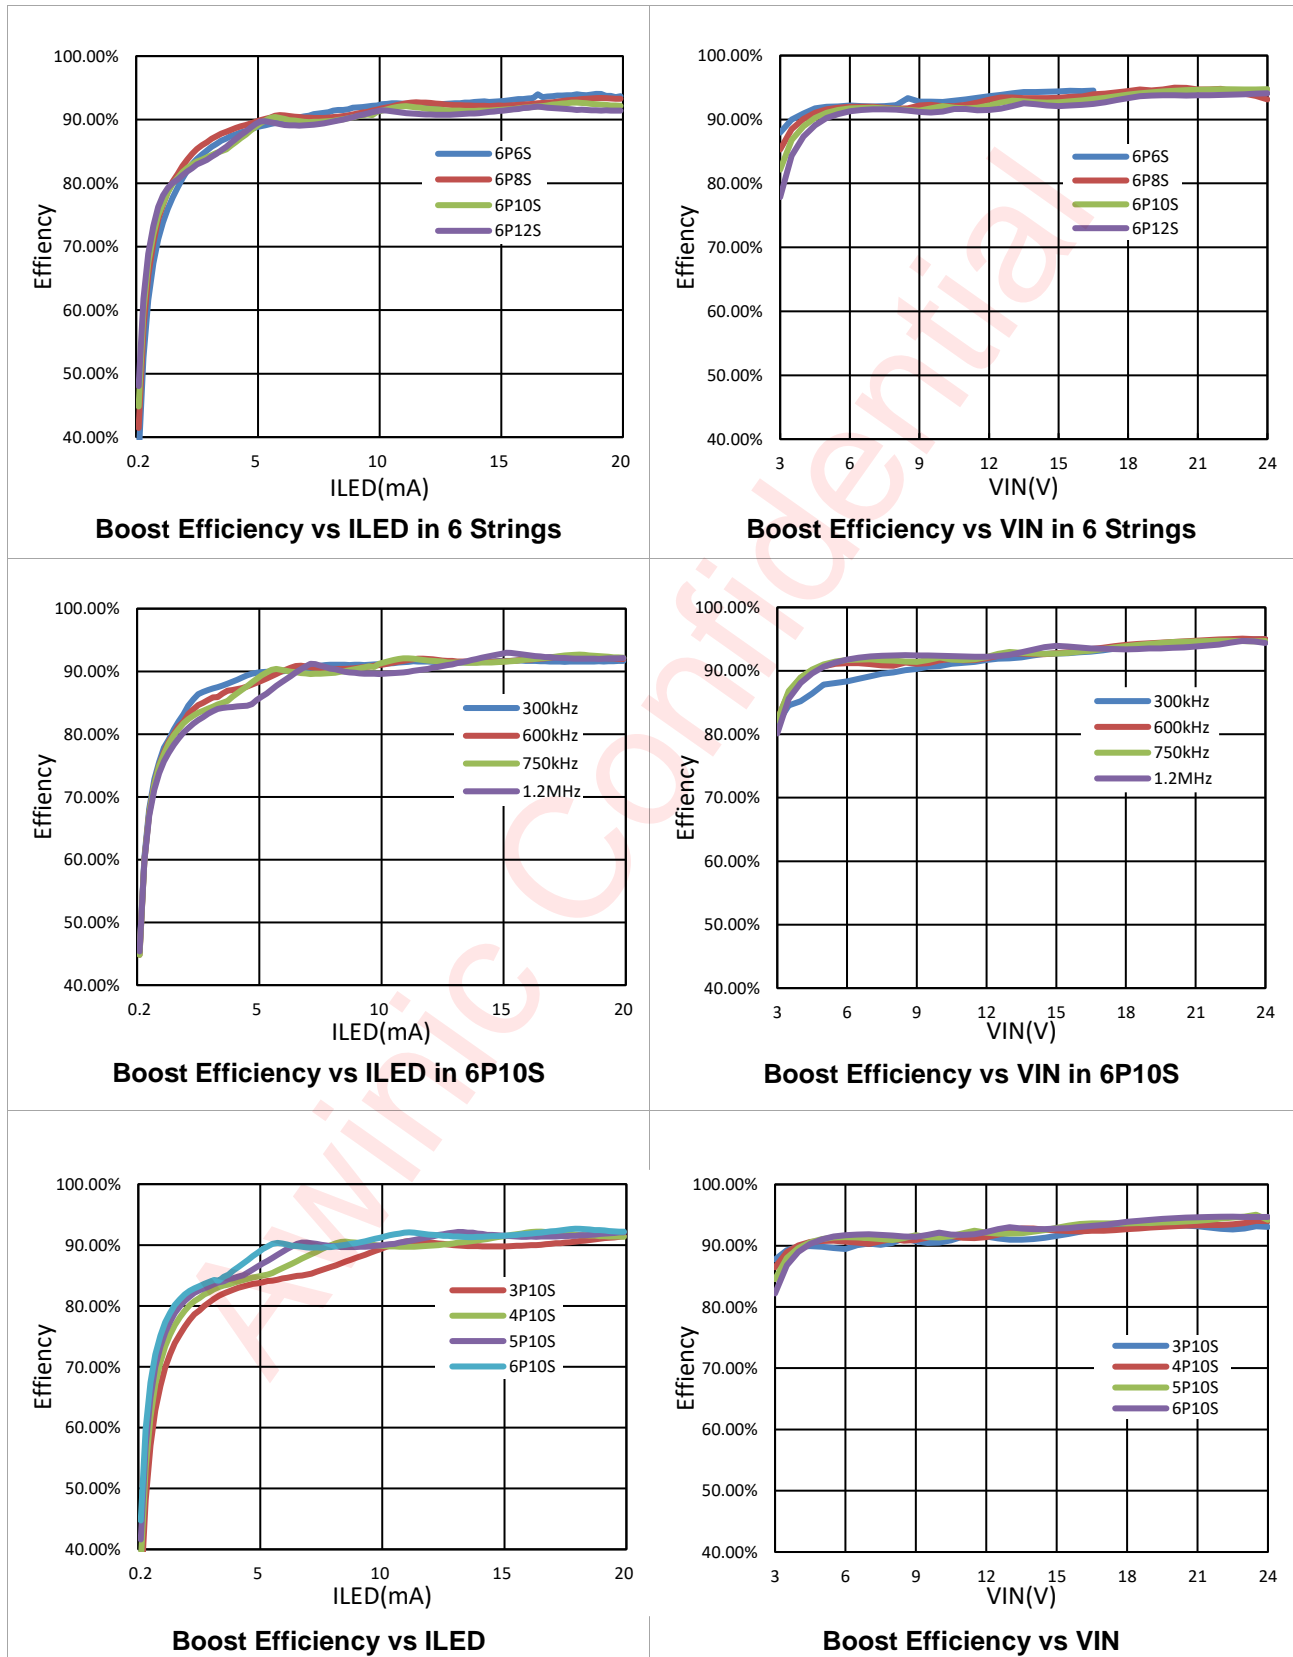 100.00%
90.00%
80.00%
70.00%
60.00%
50.00%
40.00%
Effiency
6P6S
6P8S
6P10S
6P12S
0.2 5 10 15 20
ILED(mA)
Boost Efficiency vs ILED in 6 Strings
100.00%
90.00%
80.00%
70.00%
60.00%
50.00%
40.00%
Effiency
6P6S
6P8S
6P10S
6P12S
3 6 9 12 15 18 21 24
VIN(V)
Boost Efficiency vs VIN in 6 Strings
100.00%
90.00%
80.00%
70.00%
60.00%
50.00%
40.00%
Effiency
300kHz
600kHz
750kHz
1.2MHz
0.2 5 10 15 20
ILED(mA)
Boost Efficiency vs ILED in 6P10S
100.00%
90.00%
80.00%
70.00%
60.00%
50.00%
40.00%
Effiency
300kHz
600kHz
750kHz
1.2MHz
3 6 9 12 15 18 21 24
VIN(V)
Boost Efficiency vs VIN in 6P10S
100.00%
90.00%
80.00%
70.00%
60.00%
50.00%
40.00%
Effiency
3P10S
4P10S
5P10S
6P10S
0.2 5 10 15 20
ILED(mA)
Boost Efficiency vs ILED
100.00%
90.00%
80.00%
70.00%
60.00%
50.00%
40.00%
Effiency
3P10S
4P10S
5P10S
6P10S
3 6 9 12 15 18 21 24
VIN(V)
Boost Efficiency vs VIN
Awinic Confidential